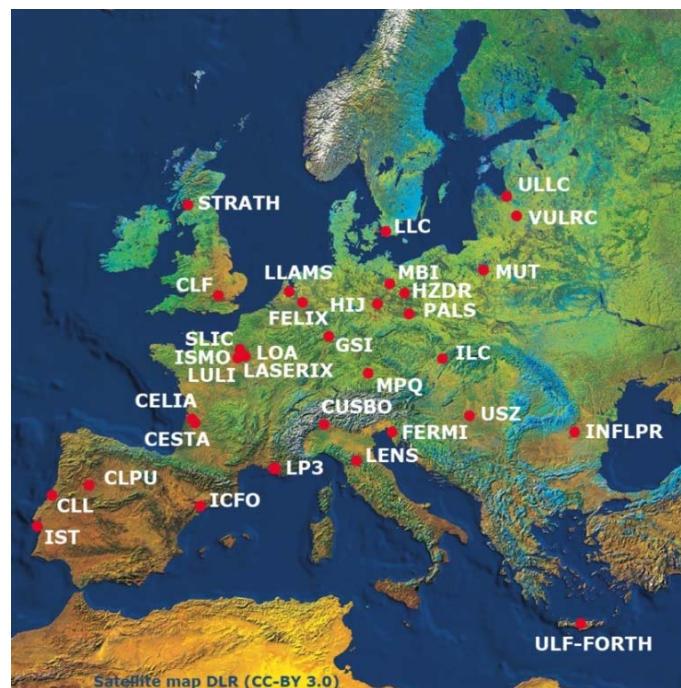 ULLC
STRATH
VULRC
LLC
LLAMS
MBI
MUT
CLF
HZDR
HIJ
FELIX
PALS
SLIC
GSI
ISMO
LOA
ILC
LULI
LASERIX
MPQ
CELIA
CUSBO
USZ
CESTA
FERMI
INFLPR
LENS
LP3
CLPU
CLL
ICFO
IST
ULF-FORTH
Satellite map DLR (CC-BY 3.0)